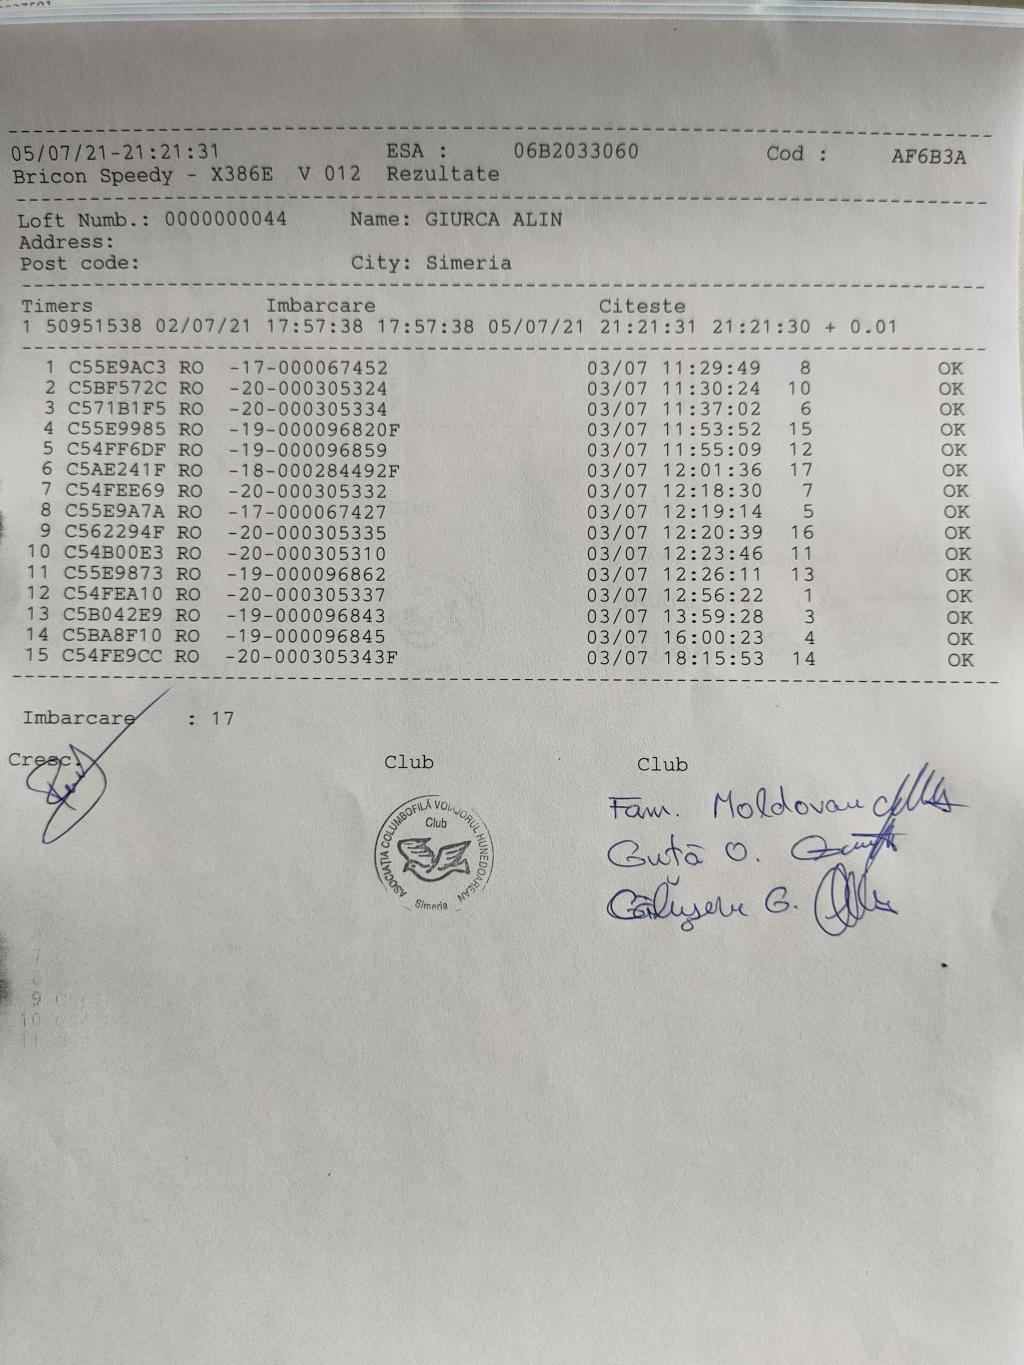 05/07/21-21:21:31 ESA : 06B2033060 Cod : AF6B3A
Bricon Speedy - X386E V 012 Rezultate
Loft Numb.: 0000000044 Name: GIURCA ALIN
Address:
Post code: City: Simeria
Timers Imbarcare Citeste
1 50951538 02/07/21 17:57:38 17:57:38 05/07/21 21:21:31 21:21:30 + 0.01
1 C55E9AC3 RO -17-000067452 03/07 11:29:49 8 OK
2 C5BF572C RO -20-000305324 03/07 11:30:24 10 OK
3 C571B1F5 RO -20-000305334 03/07 11:37:02 6 OK
4 C55E9985 RO -19-000096820F 03/07 11:53:52 15 OK
5 C54FF6DF RO -19-000096859 03/07 11:55:09 12 OK
6 C5AE241F RO -18-000284492F 03/07 12:01:36 17 OK
7 C54FEE69 RO -20-000305332 03/07 12:18:30 7 OK
8 C55E9A7A RO -17-000067427 03/07 12:19:14 5 OK
9 C562294F RO -20-000305335 03/07 12:20:39 16 OK
10 C54B00E3 RO -20-000305310 03/07 12:23:46 11 OK
11 C55E9873 RO -19-000096862 03/07 12:26:11 13 OK
12 C54FEA10 RO -20-000305337 03/07 12:56:22 1 OK
13 C5B042E9 RO -19-000096843 03/07 13:59:28 3 OK
14 C5BA8F10 RO -19-000096845 03/07 16:00:23 4 OK
15 C54FE9CC RO -20-000305343F 03/07 18:15:53 14 OK
Imbarcare : 17
Cresc. Club Club
ASOCIAȚIA COLUMBOFILĂ VOIAJORUL HUNEDOREAN
Club
Simeria
Fam. Moldovan
Guță O.
G.
7
8
9
10
11